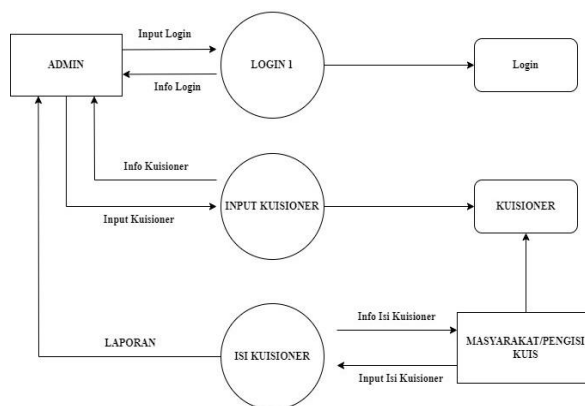 Input Login
ADMIN
LOGIN 1
Login
Info Login
Info Kuisioner
INPUT KUISIONER
KUISIONER
Input Kuisioner
Info Isi Kuisioner
LAPORAN
ISI KUISIONER
MASYARAKAT/PENGISI
KUIS
Input Isi Kuisioner